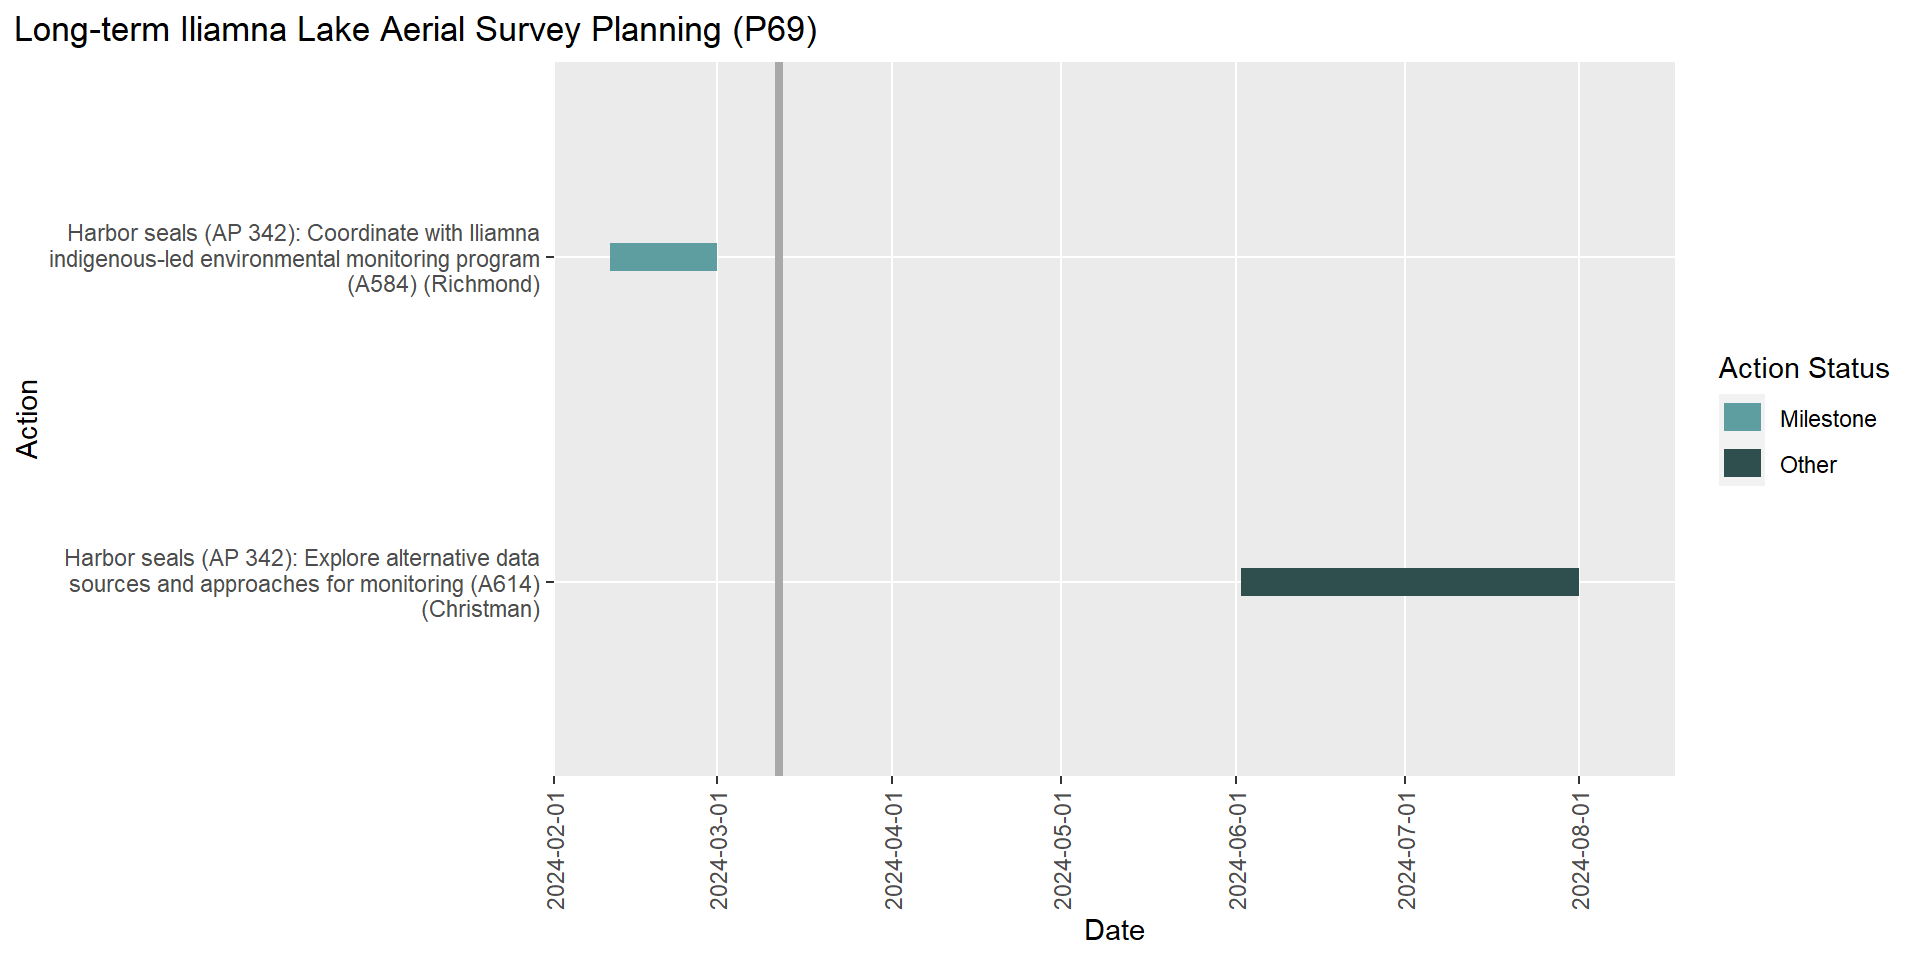 Long-term Iliamna Lake Aerial Survey Planning (P69)
Harbor seals (AP 342): Coordinate with Iliamna
indigenous-led environmental monitoring program
(A584) (Richmond)
Harbor seals (AP 342): Explore alternative data
sources and approaches for monitoring (A614)
(Christman)
Action
2024-02-01
2024-03-01
2024-04-01
2024-05-01
2024-06-01
2024-07-01
2024-08-01
Date
Action Status
Milestone
Other